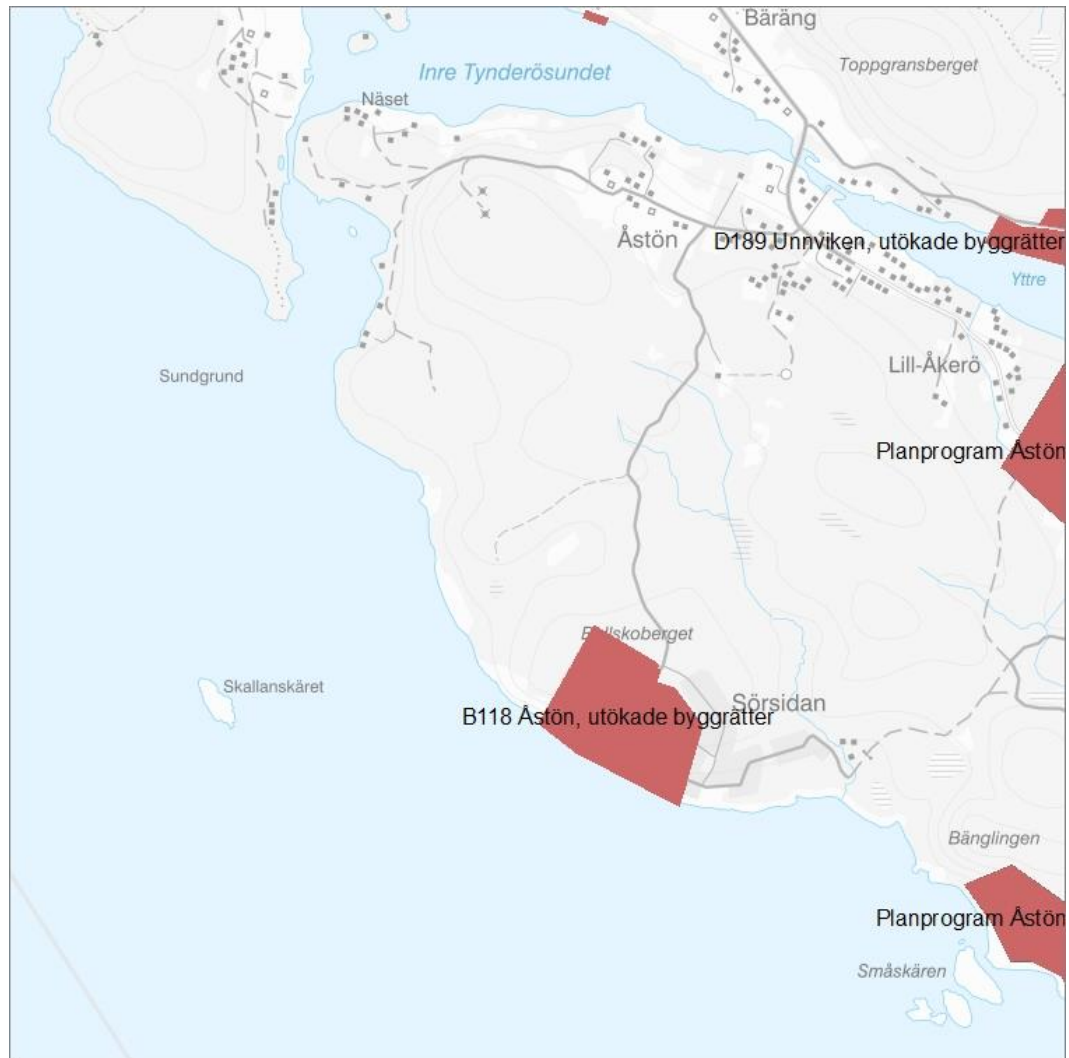 Bäräng
Toppgransberget
Inre Tynderösundet
Näset
Åstön
D189 Unnviken, utökade byggrätter
Yttre
Lill-Åkerö
Sundgrund
Planprogram Åstön
Skallanskäret
Sörsidan
B118 Åstön, utökade byggrätter
Bänglingen
Planprogram Åstön
Småskären